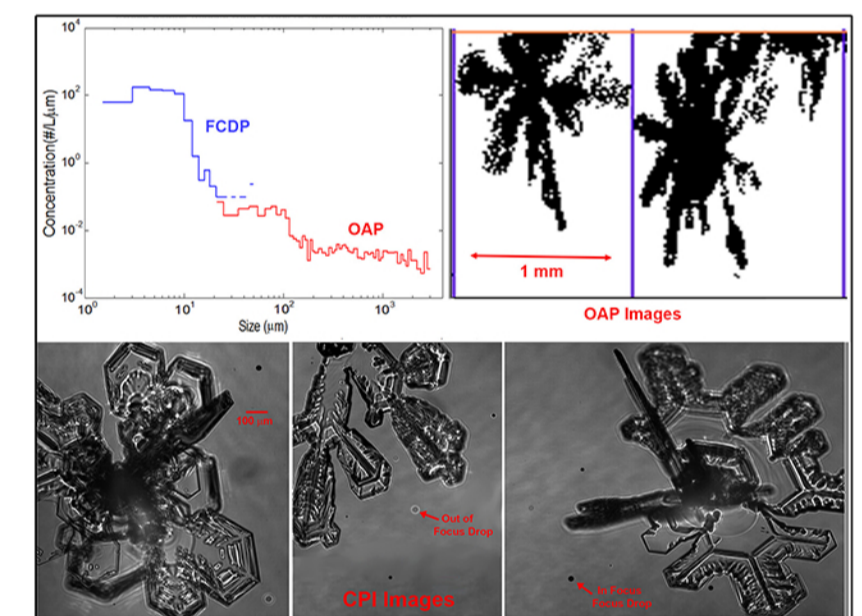 10⁴
10²
10⁰
10⁻²
10⁻⁴
Concentration(#/L/μm)
FCDP
OAP
10⁰ 10¹ 10² 10³
Size (μm)
1 mm
OAP Images
100 μm
Out of
Focus Drop
CPI Images
In Focus
Focus Drop